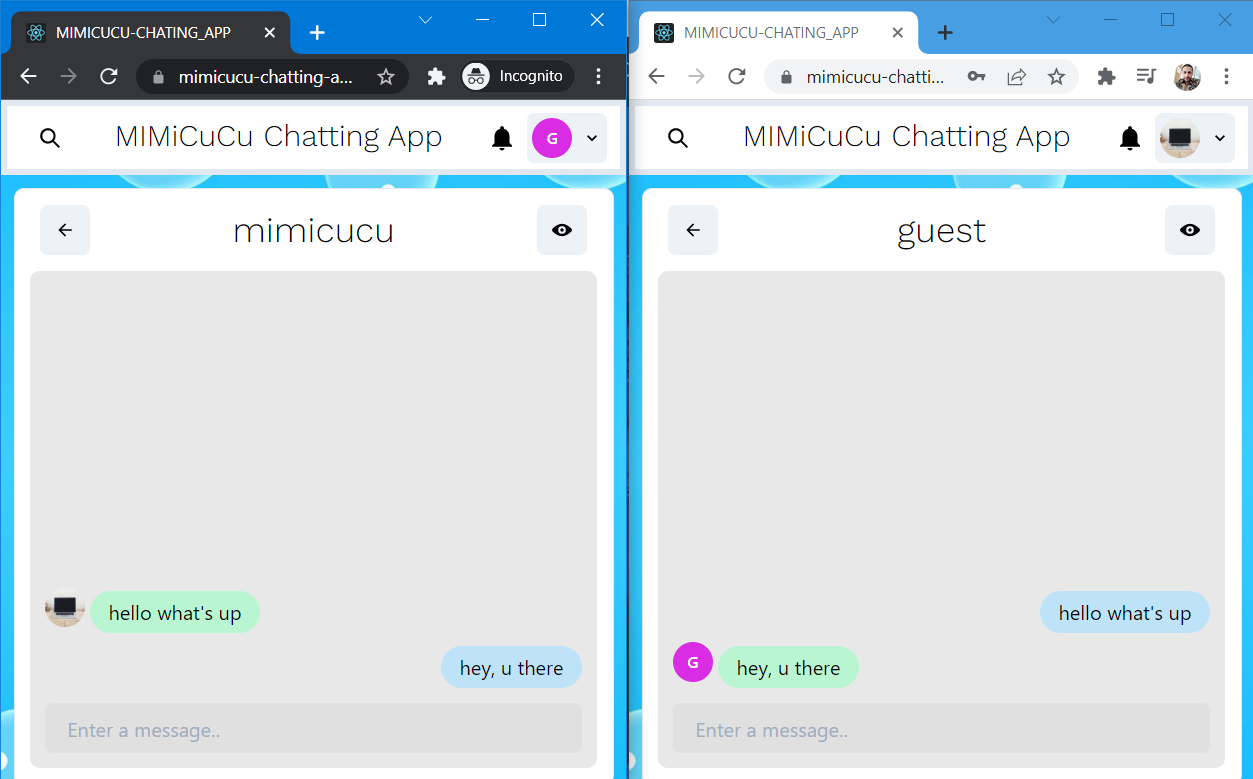 MIMICUCU-CHATING_APP
mimicucu-chatting-a...
Incognito
MIMiCuCu Chatting App
G
mimicucu
hello what's up
hey, u there
Enter a message..
MIMICUCU-CHATING_APP
mimicucu-chatti...
MIMiCuCu Chatting App
guest
hello what's up
G
hey, u there
Enter a message..